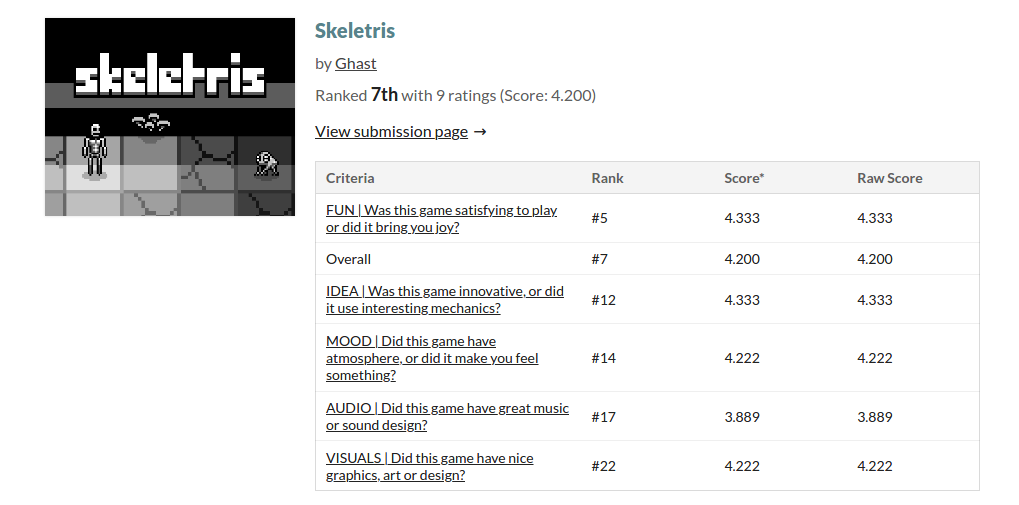 skeletris
Skeletris
by Ghast
Ranked 7th with 9 ratings (Score: 4.200)
View submission page →
Criteria Rank Score* Raw Score
FUN | Was this game satisfying to play
or did it bring you joy? #5 4.333 4.333
Overall #7 4.200 4.200
IDEA | Was this game innovative, or did
it use interesting mechanics? #12 4.333 4.333
MOOD | Did this game have
atmosphere, or did it make you feel
something? #14 4.222 4.222
AUDIO | Did this game have great music
or sound design? #17 3.889 3.889
VISUALS | Did this game have nice
graphics, art or design? #22 4.222 4.222